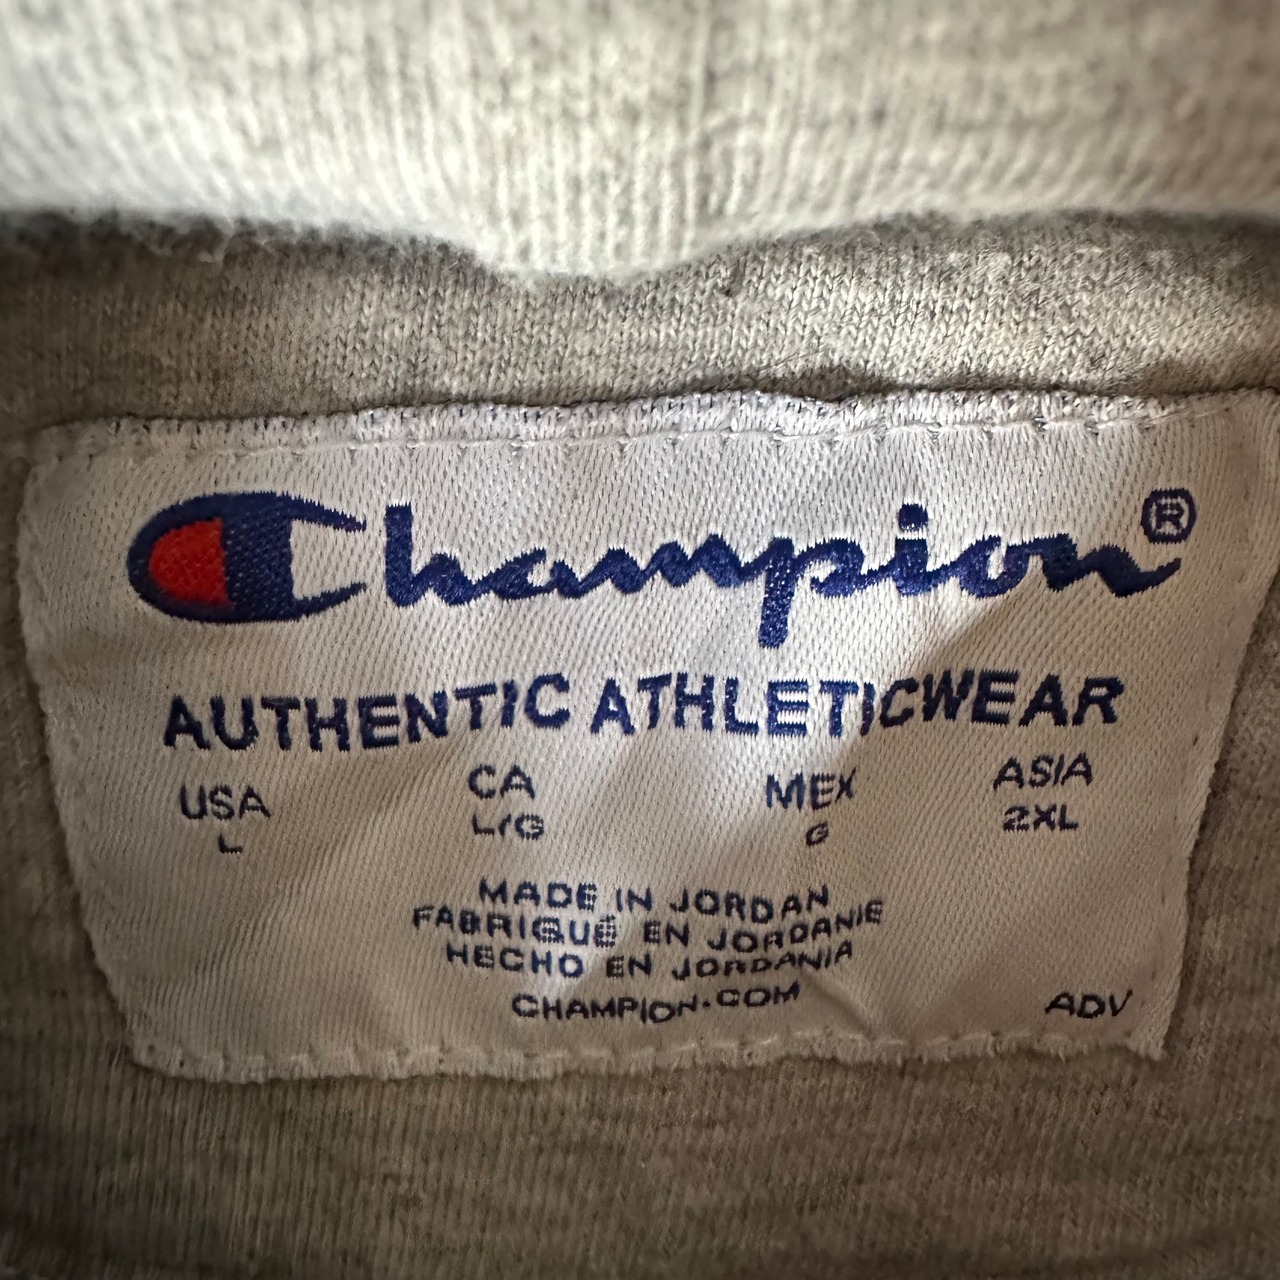 Champion®
AUTHENTIC ATHLETICWEAR
USA CA MEX ASIA
L L/G G 2XL
MADE IN JORDAN
FABRIQUÉ EN JORDANIE
HECHO EN JORDANIA
CHAMPION.COM ADV